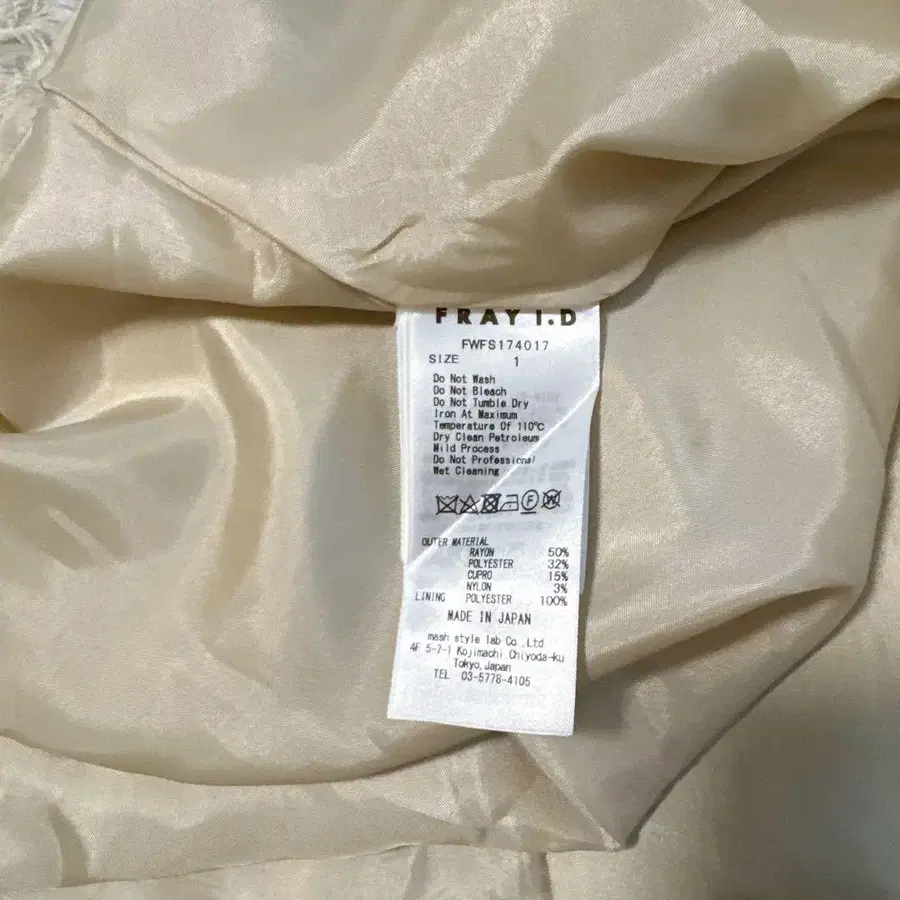 FRAY I.D
FWFS174017
SIZE 1
Do Not Wash
Do Not Bleach
Do Not Tumble Dry
Iron At Maximum
Temperature Of 110℃
Dry Clean Petroleum
Mild Process
Do Not Professional
Wet Cleaning
F W
OUTER MATERIAL
RAYON 50%
POLYESTER 32%
CUPRO 15%
NYLON 3%
LINING POLYESTER 100%
MADE IN JAPAN
mash style lab Co.,Ltd
4F 5-7-1 Kojimachi Chiyoda-ku
Tokyo,Japan
TEL 03-5778-4105